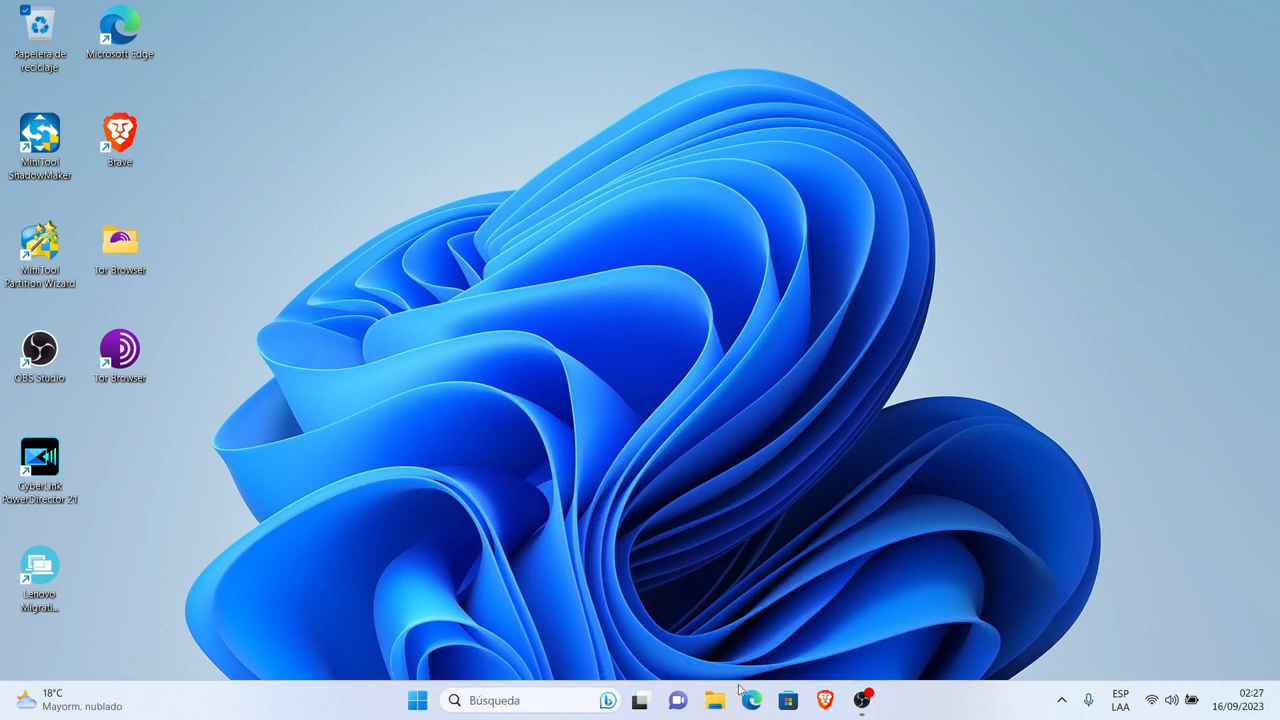 Papelera de
reciclaje
Microsoft Edge
MiniTool
ShadowMaker
Brave
MiniTool
Partition Wizard
Tor Browser
OBS Studio
Tor Browser
CyberLink
PowerDirector 21
Lenovo
Migrati...
18°C
Mayorm. nublado
Búsqueda
ESP
LAA
02:27
16/09/2023